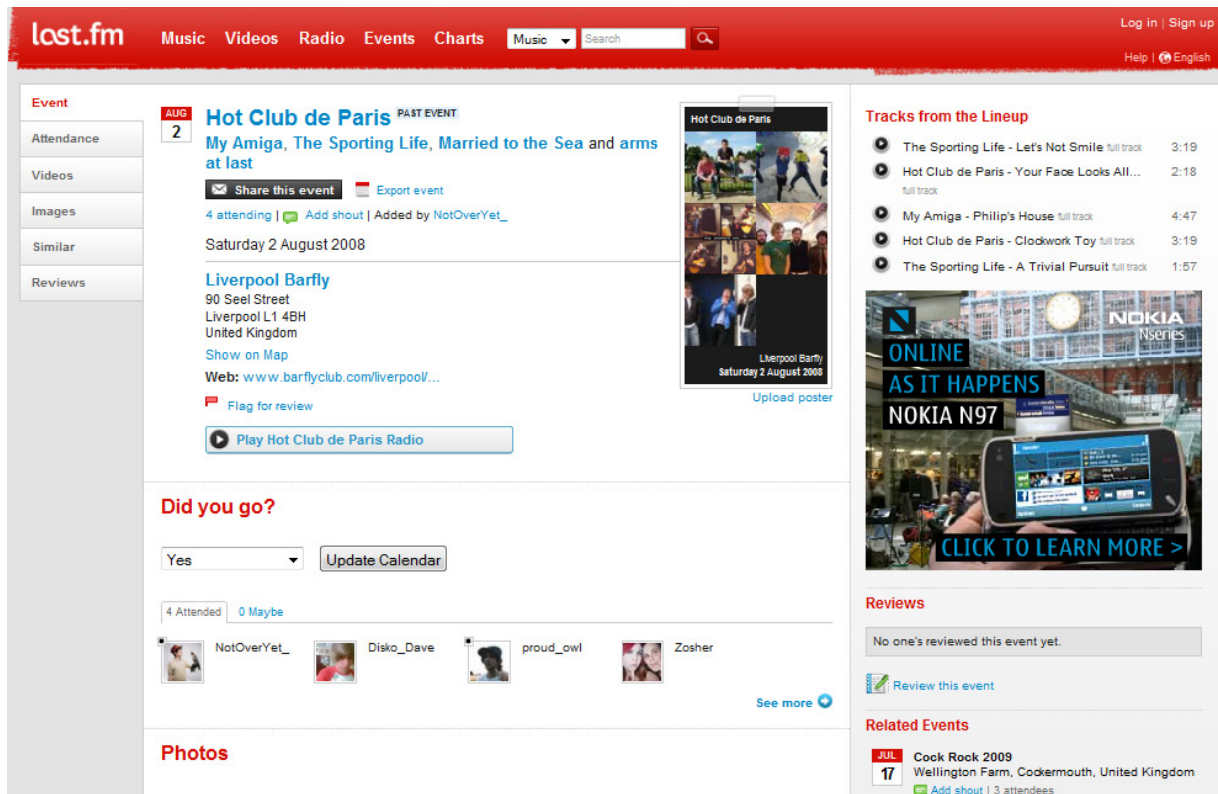 last.fm
Music Videos Radio Events Charts Music Search
Log in | Sign up
Help | English
Event
Attendance
Videos
Images
Similar
Reviews
AUG
2
Hot Club de Paris PAST EVENT
My Amiga, The Sporting Life, Married to the Sea and arms
at last
Share this event Export event
4 attending | Add shout | Added by NotOverYet_
Saturday 2 August 2008
Liverpool Barfly
90 Seel Street
Liverpool L1 4BH
United Kingdom
Show on Map
Web: www.barflyclub.com/liverpool/...
Flag for review
Play Hot Club de Paris Radio
Hot Club de Paris
Liverpool Barfly
Saturday 2 August 2008
Upload poster
Did you go?
Yes Update Calendar
4 Attended 0 Maybe
NotOverYet_ Disko_Dave proud_owl Zosher
See more
Photos
Tracks from the Lineup
The Sporting Life - Let's Not Smile full track 3:19
Hot Club de Paris - Your Face Looks All... 2:18
full track
My Amiga - Philip's House full track 4:47
Hot Club de Paris - Clockwork Toy full track 3:19
The Sporting Life - A Trivial Pursuit full track 1:57
NOKIA
Nseries
ONLINE
AS IT HAPPENS
NOKIA N97
CLICK TO LEARN MORE >
Reviews
No one's reviewed this event yet.
Review this event
Related Events
JUL
17
Cock Rock 2009
Wellington Farm, Cockermouth, United Kingdom
Add shout | 3 attendees